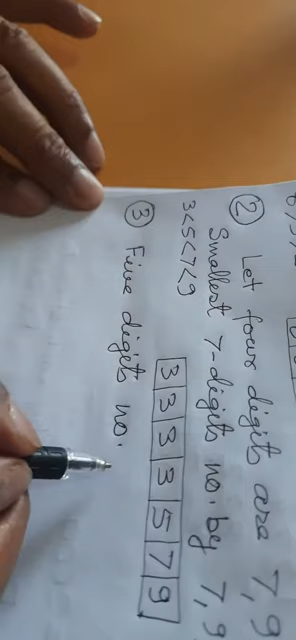 ② Let four digits are 7,9
Smallest 7-digits no. by 7,9
3<5<7<9
3 3 3 3 5 7 9
③ Five digits no.